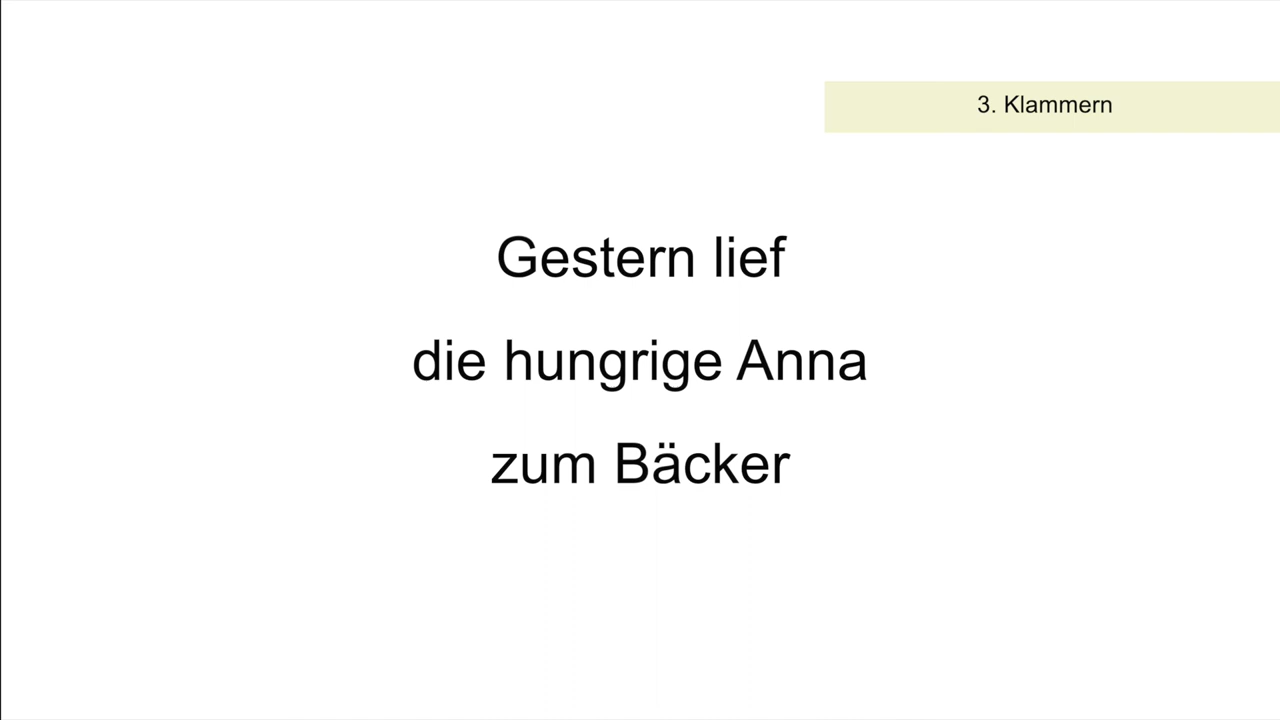 3. Klammern
Gestern lief
die hungrige Anna
zum Bäcker